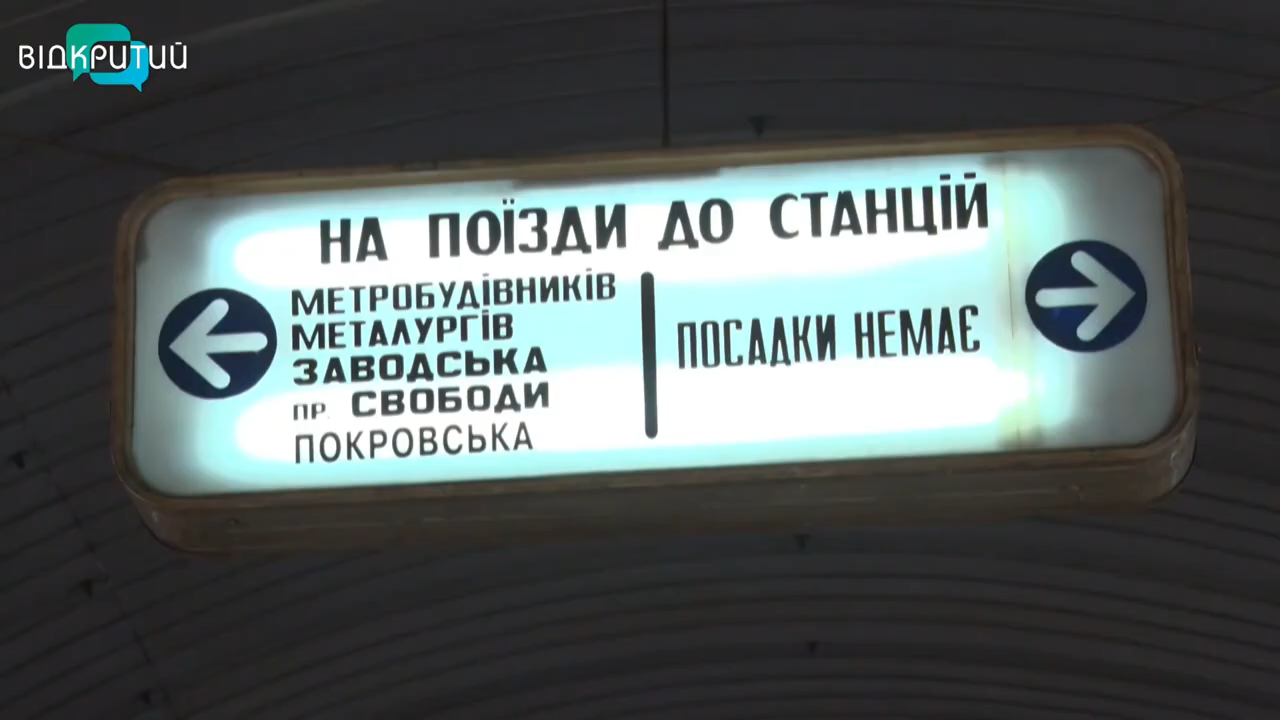 ВІДКРИТИЙ
НА ПОЇЗДИ ДО СТАНЦІЙ
МЕТРОБУДІВНИКІВ
МЕТАЛУРГІВ
ЗАВОДСЬКА
ПР. СВОБОДИ
ПОКРОВСЬКА
ПОСАДКИ НЕМАЄ